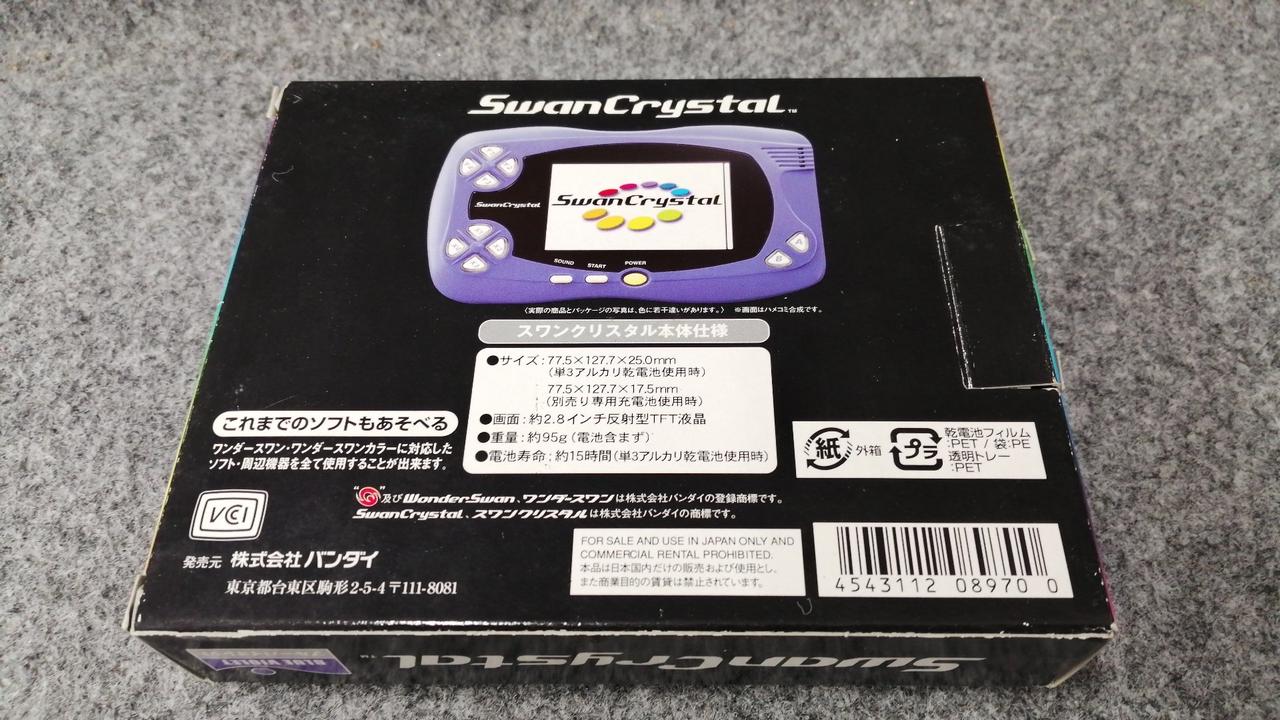 SwanCrystal™
SwanCrystal
SwanCrystal
A
B
SOUND START POWER
〈実際の商品とパッケージの写真は、色に若干違いがあります。〉 ※画面はハメコミ合成です。
スワンクリスタル本体仕様
●サイズ：77.5×127.7×25.0mm
（単3アルカリ乾電池使用時）
77.5×127.7×17.5mm
（別売り専用充電池使用時）
●画面：約2.8インチ反射型TFT液晶
●重量：約95g（電池含まず）
●電池寿命：約15時間（単3アルカリ乾電池使用時）
これまでのソフトもあそべる
ワンダースワン・ワンダースワンカラーに対応した
ソフト・周辺機器を全て使用することが出来ます。
紙 外箱
プラ
乾電池フィルム
:PET / 袋:PE
透明トレー
:PET
“ ”及びWonderSwan、ワンダースワンは株式会社バンダイの登録商標です。
SwanCrystal、スワンクリスタルは株式会社バンダイの商標です。
VCCI
発売元 株式会社 バンダイ
東京都台東区駒形2-5-4 〒111-8081
FOR SALE AND USE IN JAPAN ONLY AND
COMMERCIAL RENTAL PROHIBITED.
本品は日本国内だけの販売および使用とし、
また商業目的の賃貸は禁止されています。
4543112 08970 0
SwanCrystal™
BLUE VIOLET